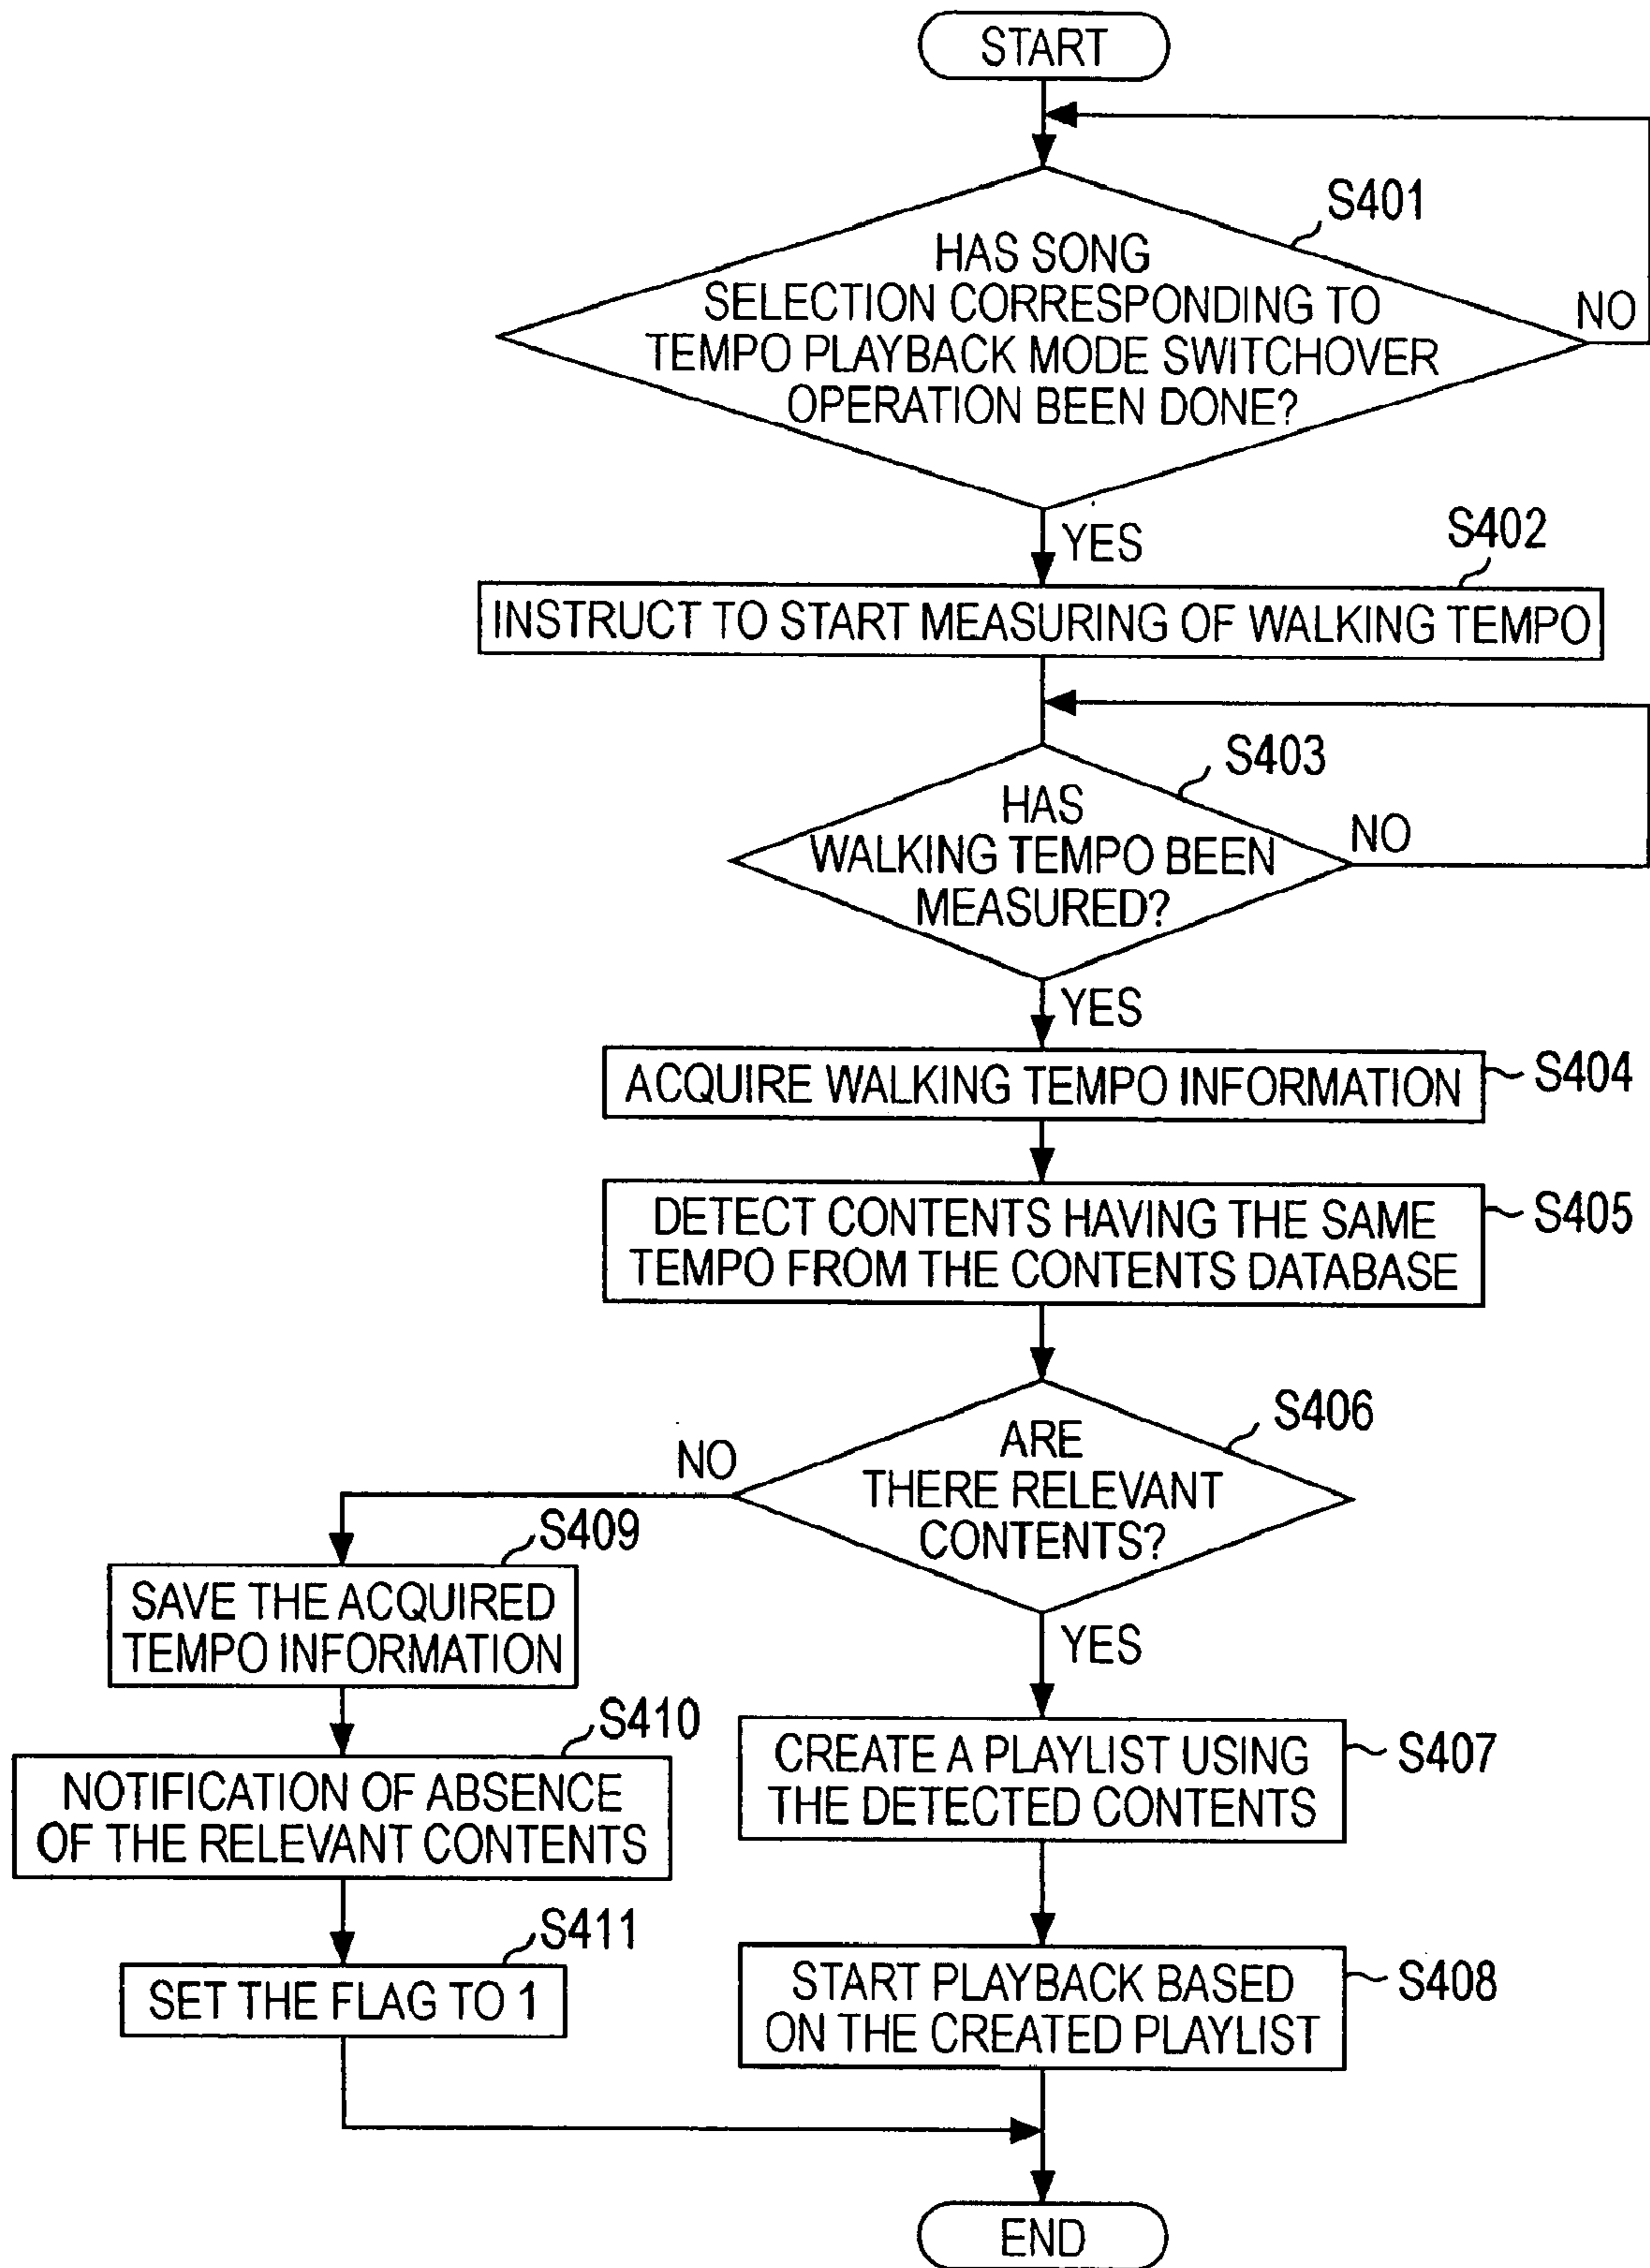 START
S401
HAS SONG
SELECTION CORRESPONDING TO
TEMPO PLAYBACK MODE SWITCHOVER
OPERATION BEEN DONE?
NO
YES
S402
INSTRUCT TO START MEASURING OF WALKING TEMPO
S403
HAS
WALKING TEMPO BEEN
MEASURED?
NO
YES
ACQUIRE WALKING TEMPO INFORMATION
S404
DETECT CONTENTS HAVING THE SAME
TEMPO FROM THE CONTENTS DATABASE
S405
S406
ARE
THERE RELEVANT
CONTENTS?
NO
YES
S409
SAVE THE ACQUIRED
TEMPO INFORMATION
S410
NOTIFICATION OF ABSENCE
OF THE RELEVANT CONTENTS
S411
SET THE FLAG TO 1
CREATE A PLAYLIST USING
THE DETECTED CONTENTS
S407
START PLAYBACK BASED
ON THE CREATED PLAYLIST
S408
END